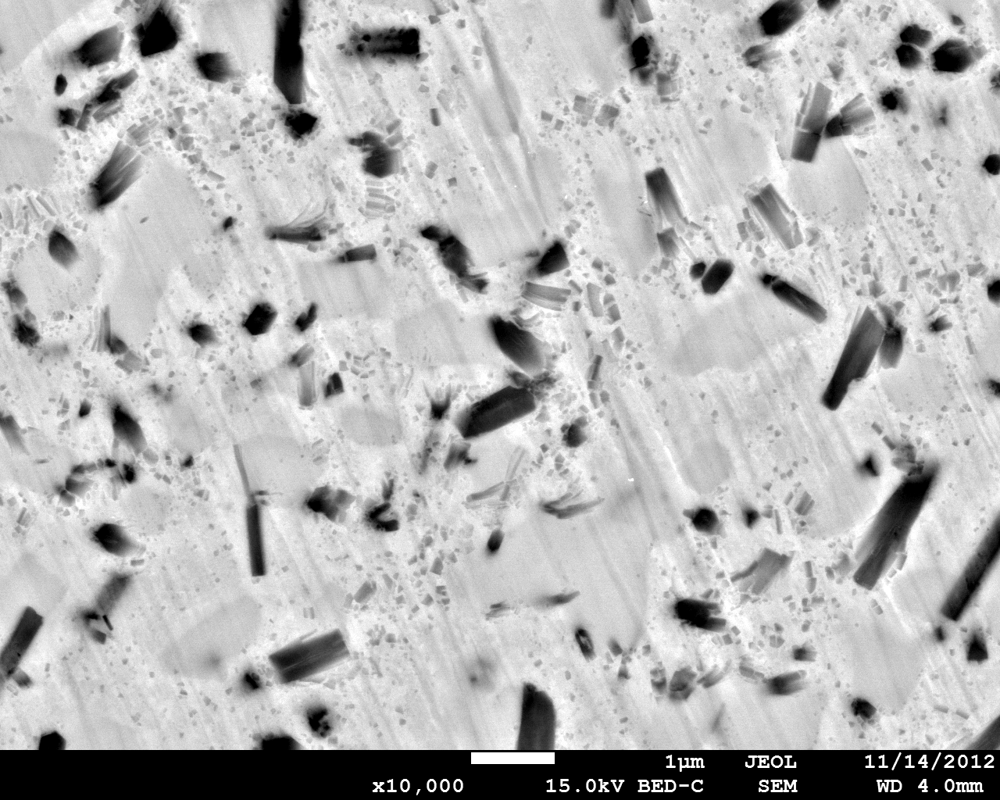 1μm JEOL 11/14/2012
x10,000 15.0kV BED-C SEM WD 4.0mm